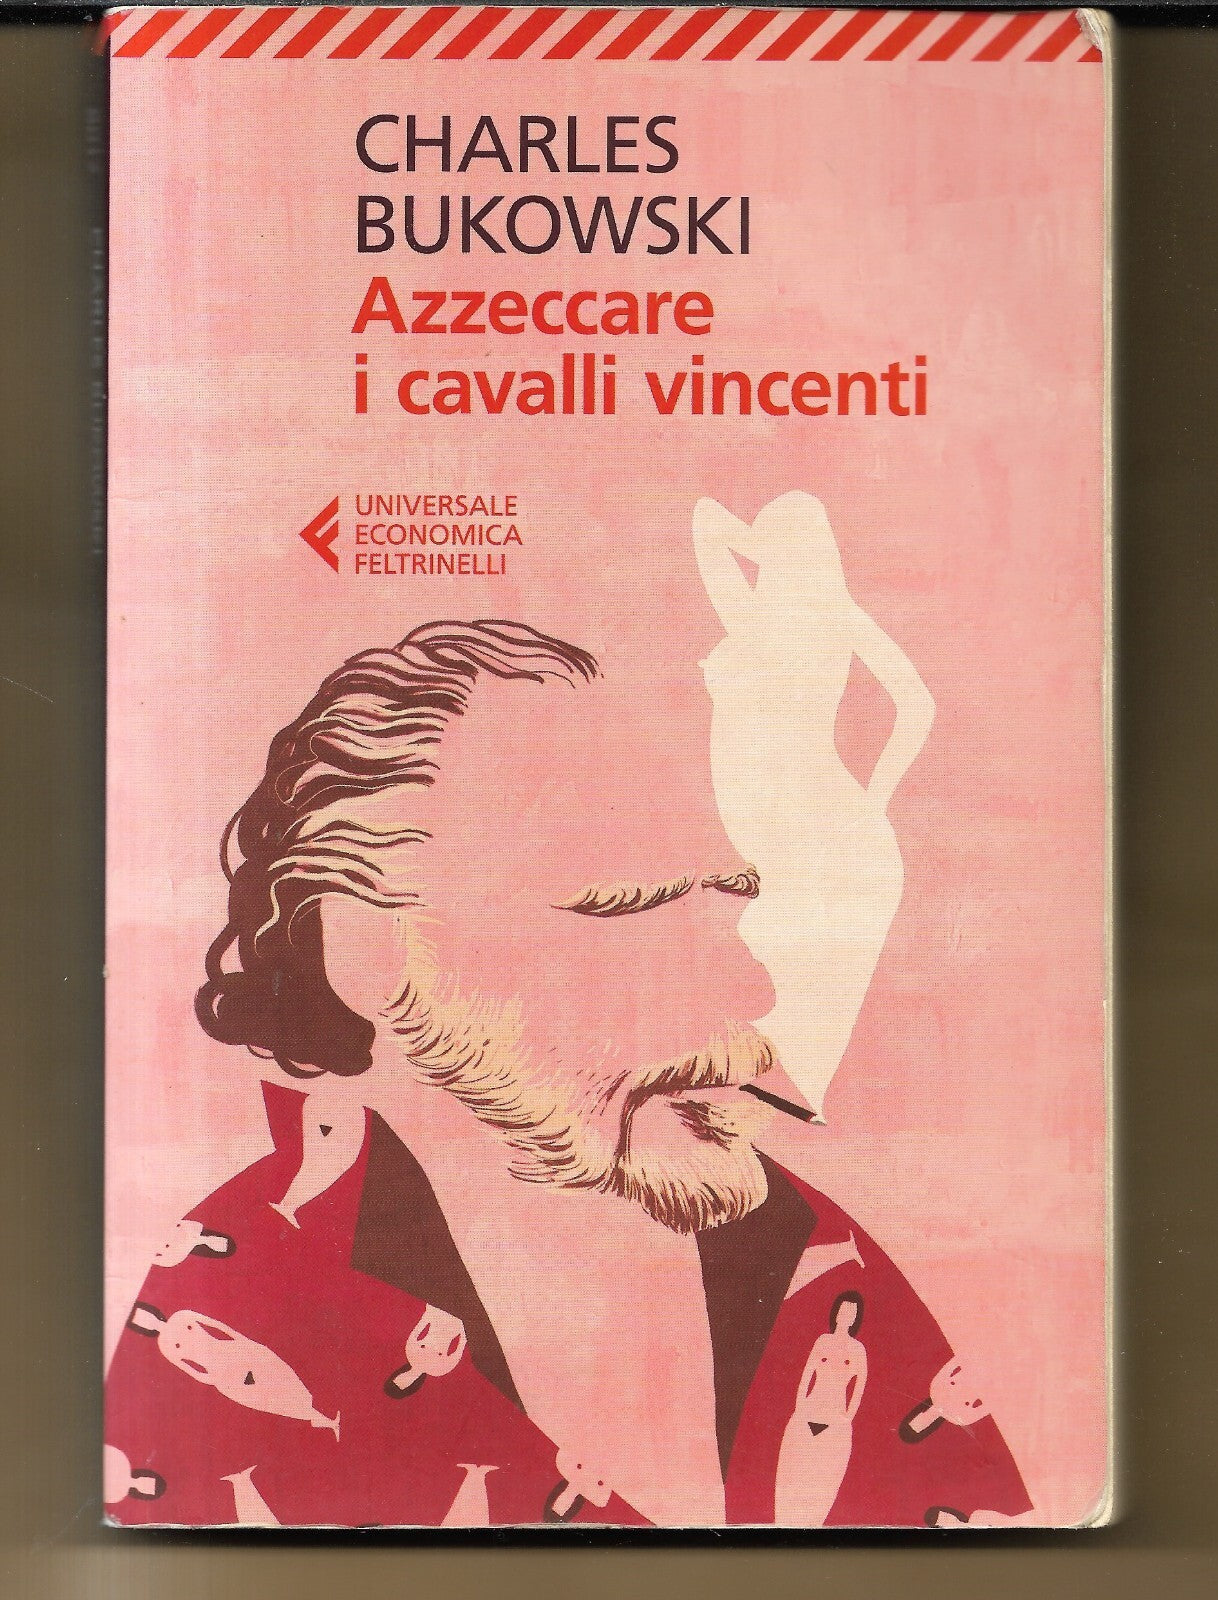 CHARLES
BUKOWSKI
Azzeccare
i cavalli vincenti
UNIVERSALE
ECONOMICA
FELTRINELLI